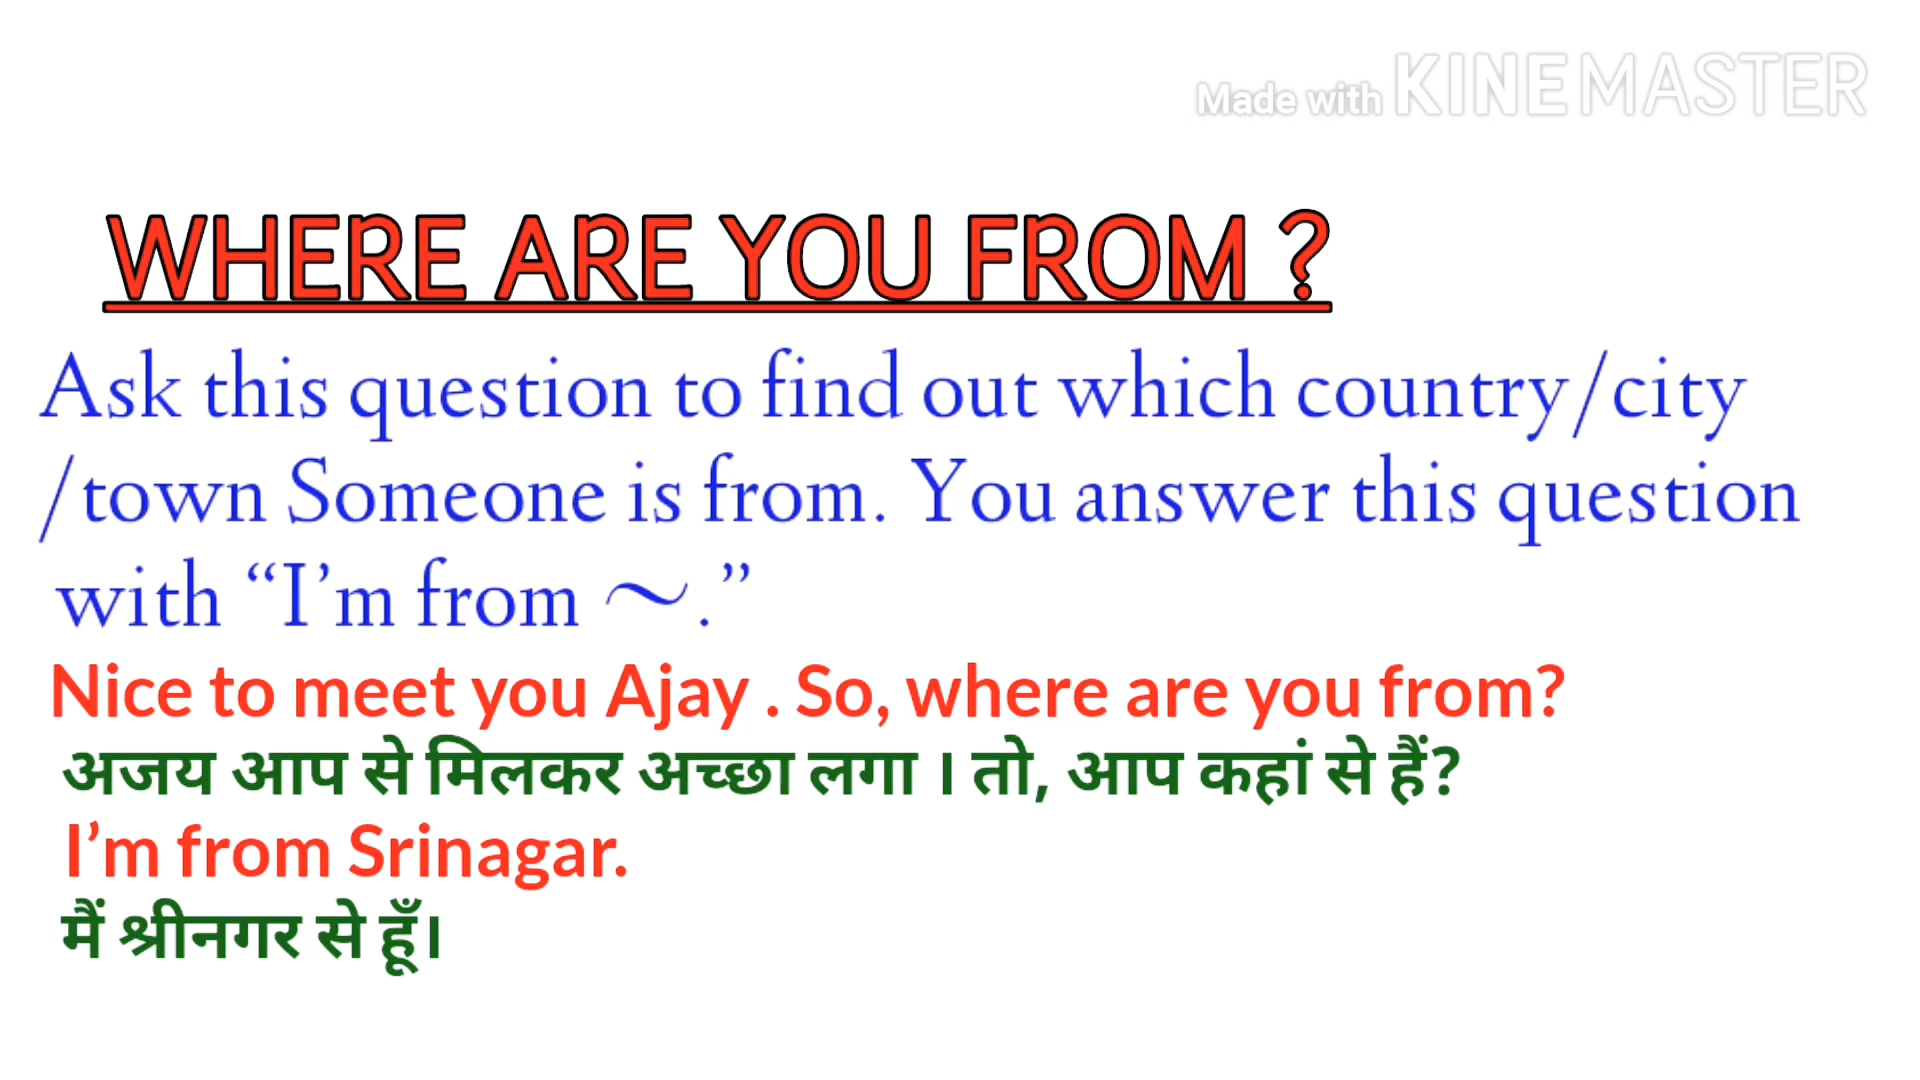 Made with KINEMASTER
WHERE ARE YOU FROM ?
Ask this question to find out which country/city
/town Someone is from. You answer this question
with “I’m from ~.”
Nice to meet you Ajay . So, where are you from?
अजय आप से मिलकर अच्छा लगा । तो, आप कहां से हैं?
I’m from Srinagar.
मैं श्रीनगर से हूँ।